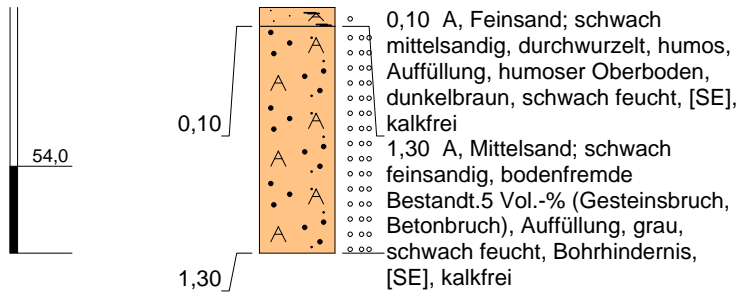 0,10 A, Feinsand; schwach
mittelsandig, durchwurzelt, humos,
Auffüllung, humoser Oberboden,
dunkelbraun, schwach feucht, [SE],
kalkfrei
0,10
1,30 A, Mittelsand; schwach
feinsandig, bodenfremde
Bestandt.5 Vol.-% (Gesteinsbruch,
Betonbruch), Auffüllung, grau,
schwach feucht, Bohrhindernis,
[SE], kalkfrei
54,0
1,30
A
A
A
A
A
A
A
A